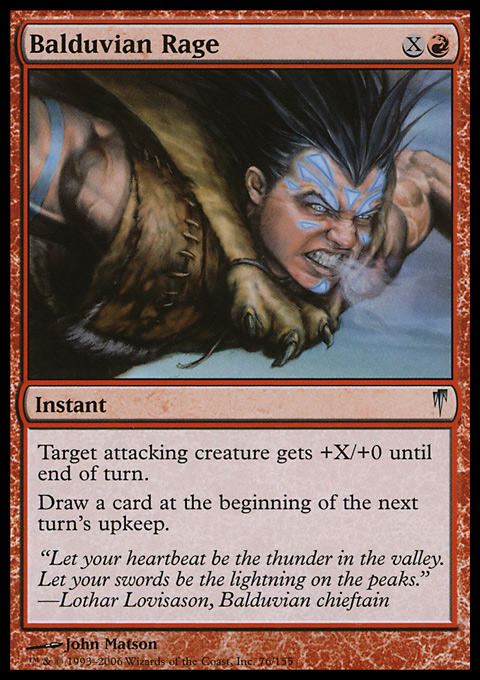 Balduvian Rage X
Instant
Target attacking creature gets +X/+0 until
end of turn.
Draw a card at the beginning of the next
turn's upkeep.
“Let your heartbeat be the thunder in the valley.
Let your swords be the lightning on the peaks.”
—Lothar Lovisason, Balduvian chieftain
John Matson
™ & © 1993–2006 Wizards of the Coast, Inc. 76/155